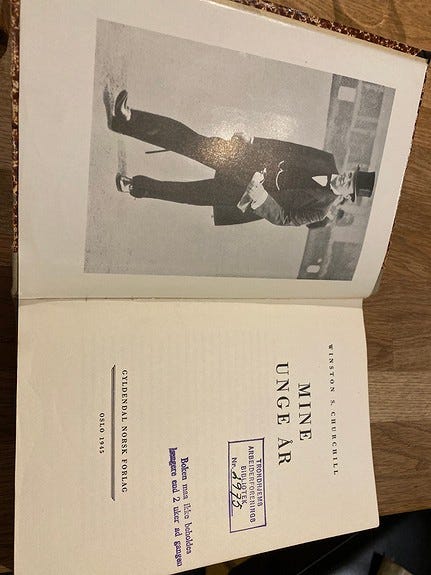 WINSTON S. CHURCHILL
MINE
UNGE ÅR
TRONDHJEMS
ARBEIDERFORENINGS
BIBLIOTEK
Nr. 5975
Boken maa ikke beholdes
længere end 2 uker ad gangen
GYLDENDAL NORSK FORLAG
OSLO 1945